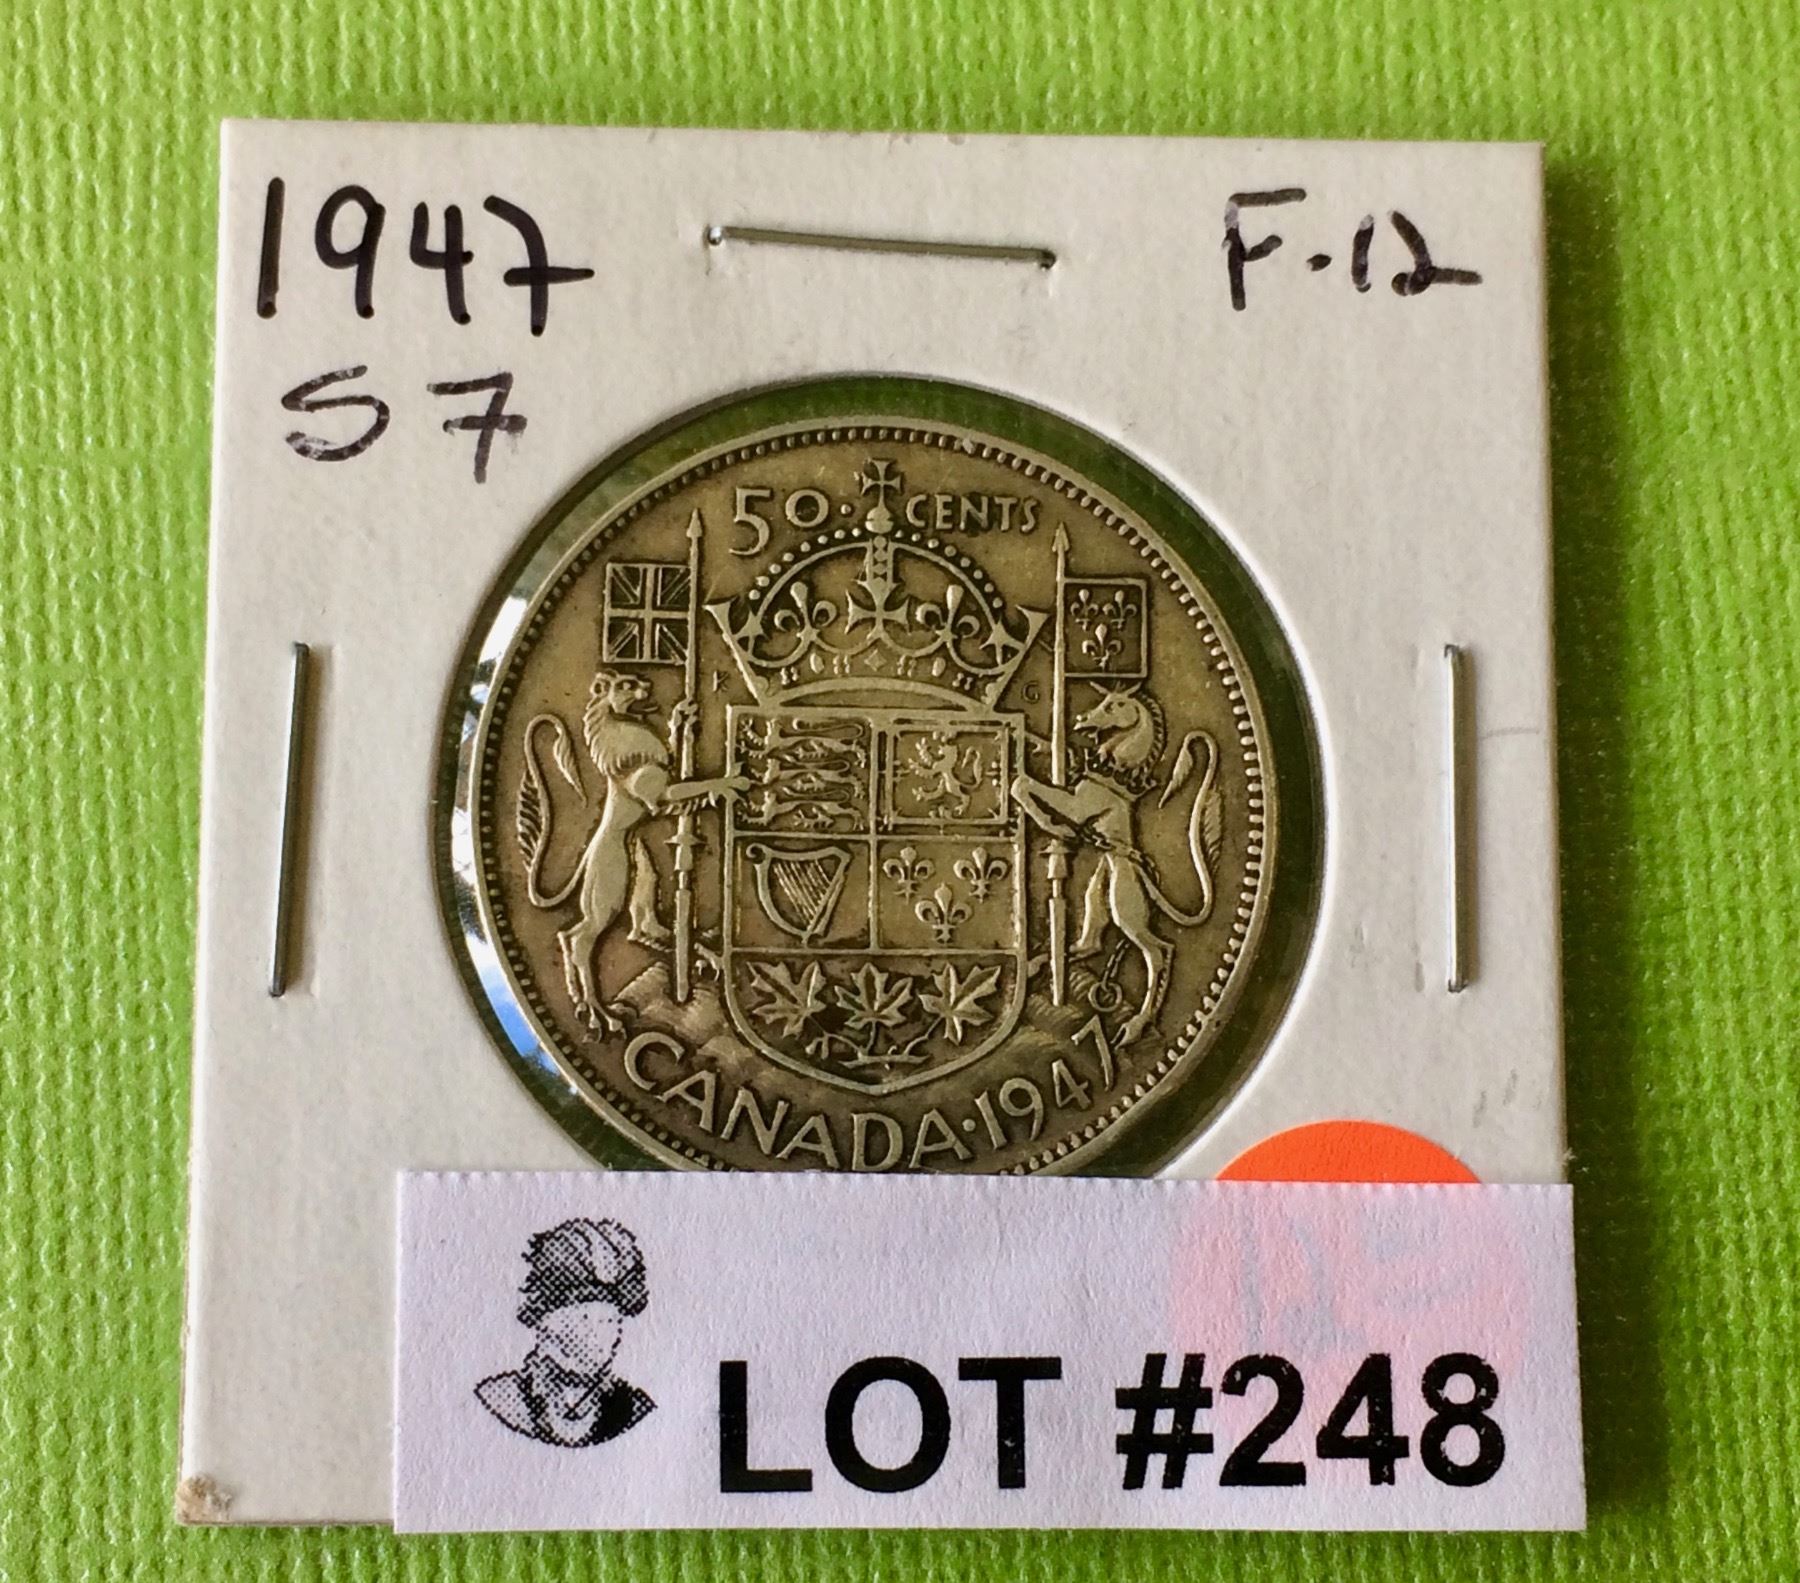 1947
F.12
S7
50·CENTS
K G
CANADA·1947
LOT #248